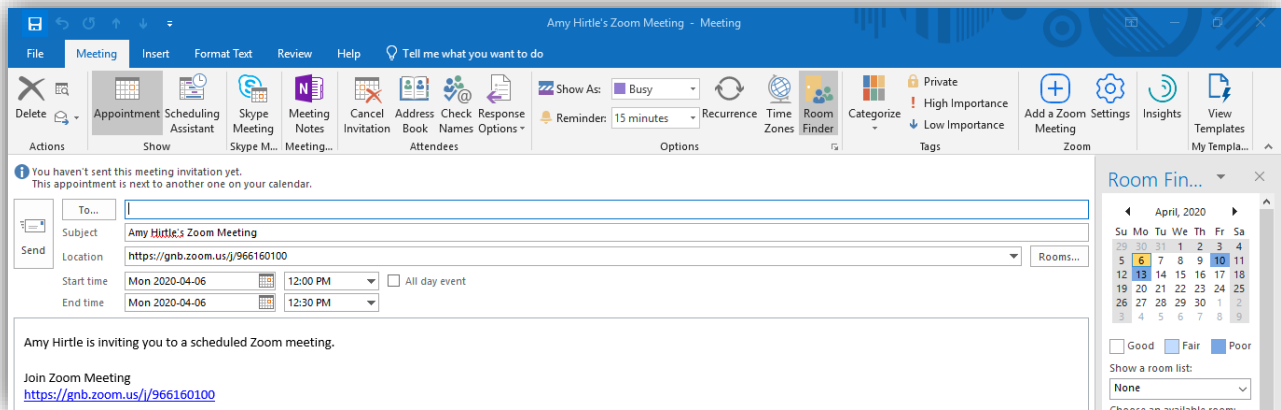 Amy Hirtle's Zoom Meeting - Meeting
File Meeting Insert Format Text Review Help Tell me what you want to do
Delete
Actions
Appointment Scheduling Assistant
Show
Skype Meeting
Skype M...
Meeting Notes
Meeting...
Cancel Invitation Address Book Check Names Response Options
Attendees
Show As: Busy
Reminder: 15 minutes
Recurrence Time Zones Room Finder
Options
Categorize
Private
High Importance
Low Importance
Tags
Add a Zoom Meeting Settings
Zoom
Insights
View Templates
My Templa...
You haven't sent this meeting invitation yet.
This appointment is next to another one on your calendar.
Send
To...
Subject Amy Hirtle's Zoom Meeting
Location https://gnb.zoom.us/j/966160100 Rooms...
Start time Mon 2020-04-06 12:00 PM All day event
End time Mon 2020-04-06 12:30 PM
Amy Hirtle is inviting you to a scheduled Zoom meeting.
Join Zoom Meeting
https://gnb.zoom.us/j/966160100
Room Fin...
April, 2020
Su Mo Tu We Th Fr Sa
29 30 31 1 2 3 4
5 6 7 8 9 10 11
12 13 14 15 16 17 18
19 20 21 22 23 24 25
26 27 28 29 30 1 2
3 4 5 6 7 8 9
Good Fair Poor
Show a room list:
None
Choose an available room: